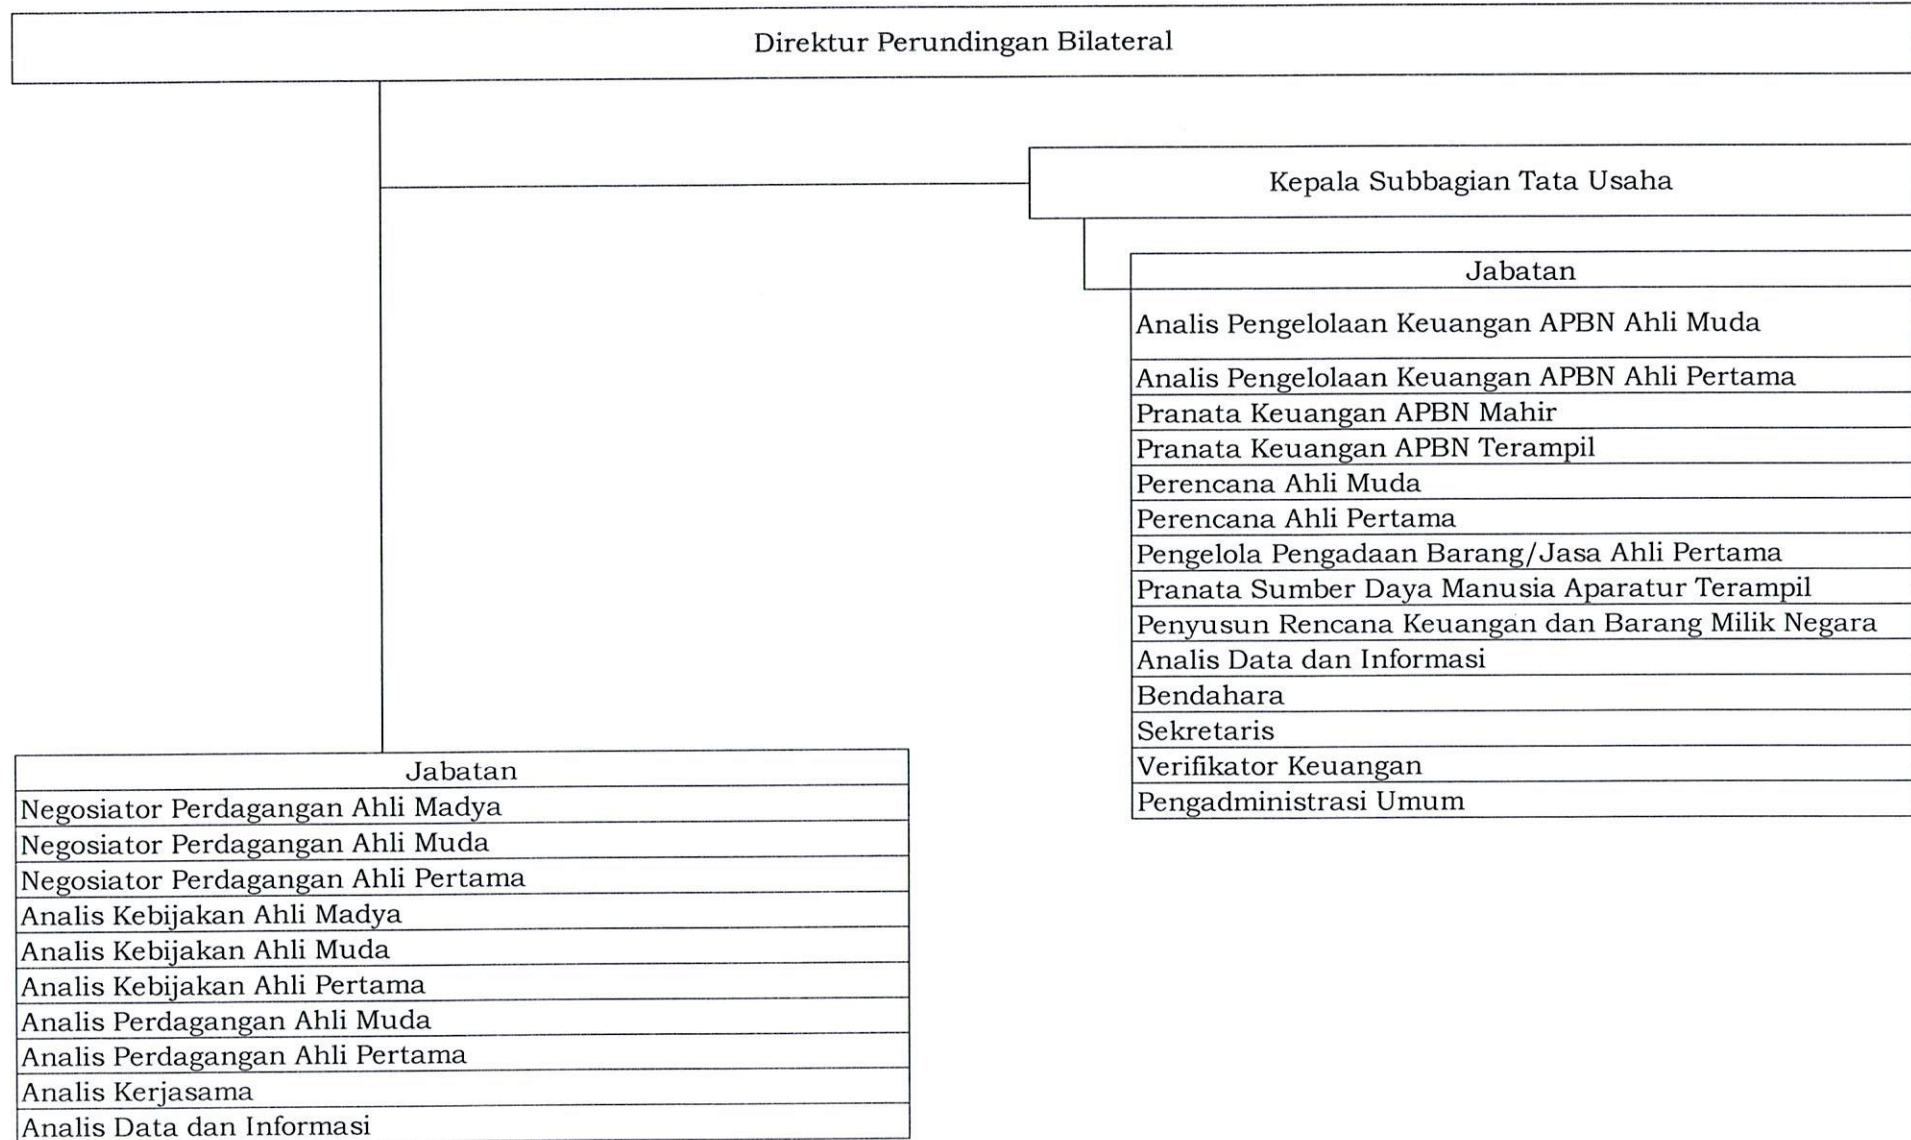 Direktur Perundingan Bilateral
Kepala Subbagian Tata Usaha
Jabatan
Analis Pengelolaan Keuangan APBN Ahli Muda
Analis Pengelolaan Keuangan APBN Ahli Pertama
Pranata Keuangan APBN Mahir
Pranata Keuangan APBN Terampil
Perencana Ahli Muda
Perencana Ahli Pertama
Pengelola Pengadaan Barang/Jasa Ahli Pertama
Pranata Sumber Daya Manusia Aparatur Terampil
Penyusun Rencana Keuangan dan Barang Milik Negara
Analis Data dan Informasi
Bendahara
Sekretaris
Verifikator Keuangan
Pengadministrasi Umum
Jabatan
Negosiator Perdagangan Ahli Madya
Negosiator Perdagangan Ahli Muda
Negosiator Perdagangan Ahli Pertama
Analis Kebijakan Ahli Madya
Analis Kebijakan Ahli Muda
Analis Kebijakan Ahli Pertama
Analis Perdagangan Ahli Muda
Analis Perdagangan Ahli Pertama
Analis Kerjasama
Analis Data dan Informasi